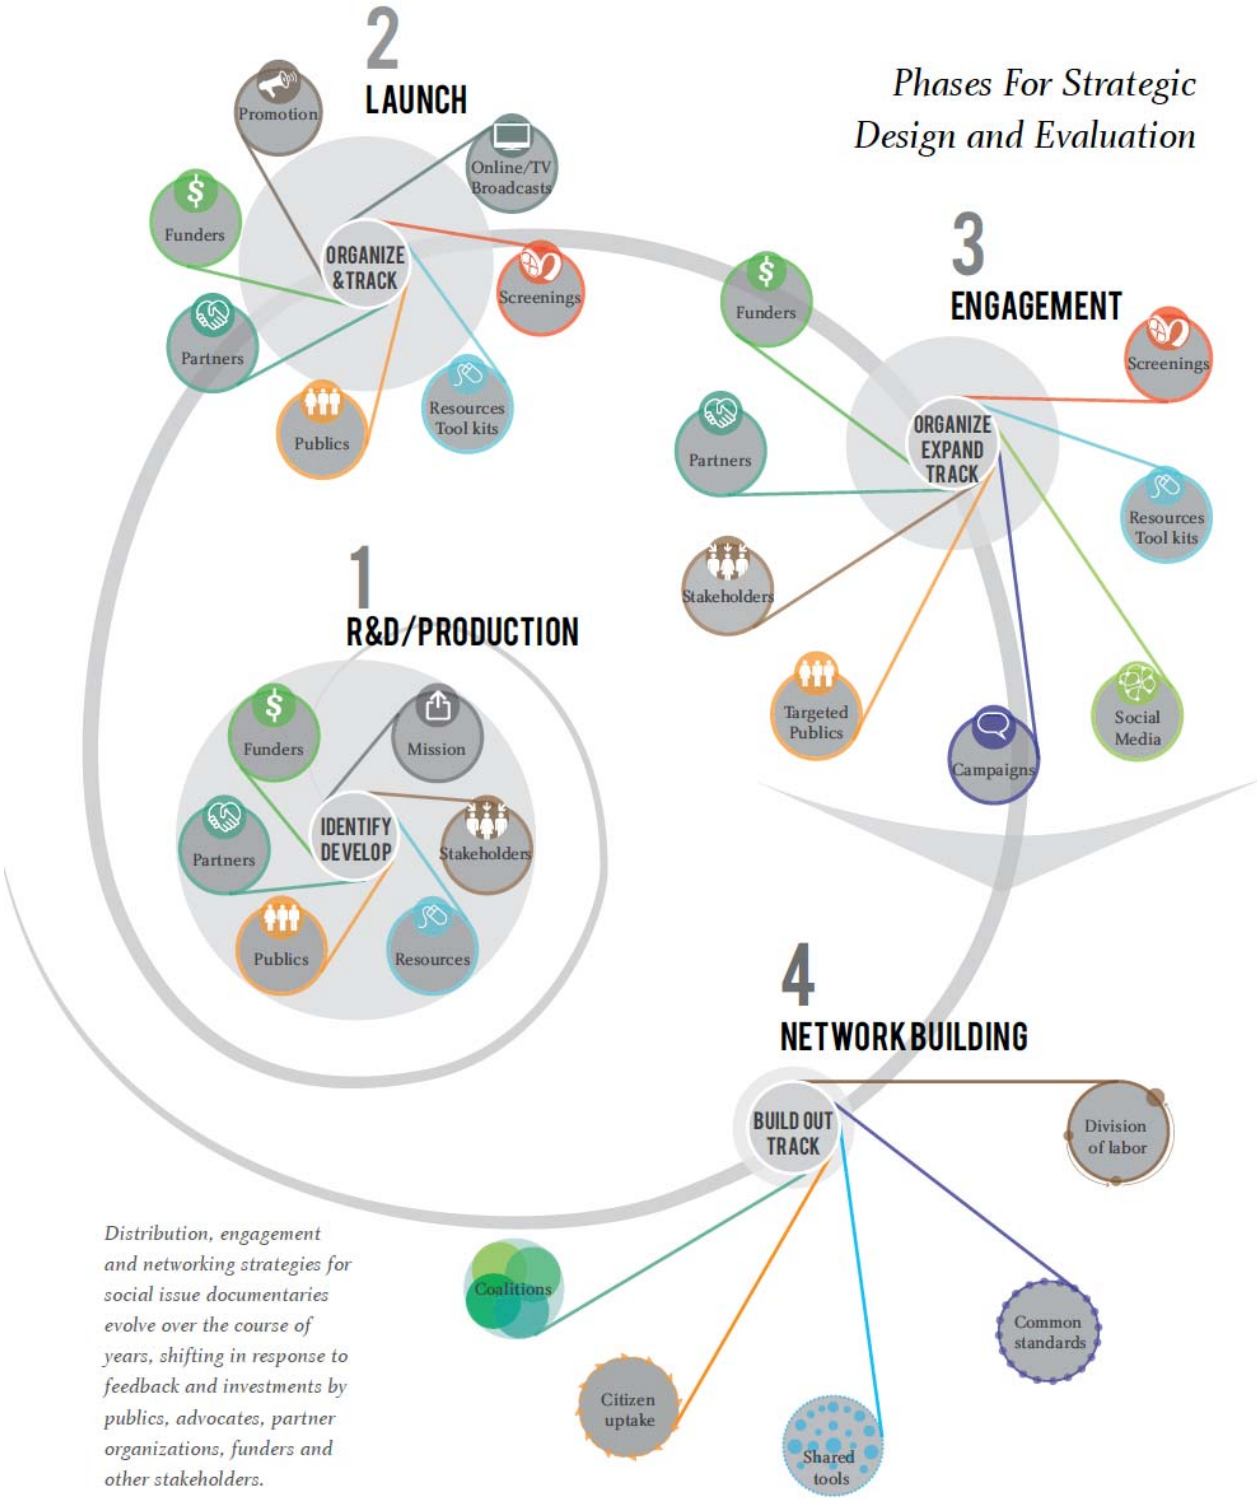 Phases For Strategic
Design and Evaluation
2
LAUNCH
Promotion
Online/TV
Broadcasts
Funders
ORGANIZE
& TRACK
Screenings
Partners
Resources
Tool kits
Publics
3
ENGAGEMENT
Funders
Screenings
ORGANIZE
EXPAND
TRACK
Partners
Resources
Tool kits
Stakeholders
Targeted
Publics
Campaigns
Social
Media
1
R&D/PRODUCTION
Funders
Mission
IDENTIFY
DEVELOP
Partners
Stakeholders
Publics
Resources
4
NETWORK BUILDING
BUILD OUT
TRACK
Division
of labor
Coalitions
Common
standards
Citizen
uptake
Shared
tools
Distribution, engagement
and networking strategies for
social issue documentaries
evolve over the course of
years, shifting in response to
feedback and investments by
publics, advocates, partner
organizations, funders and
other stakeholders.